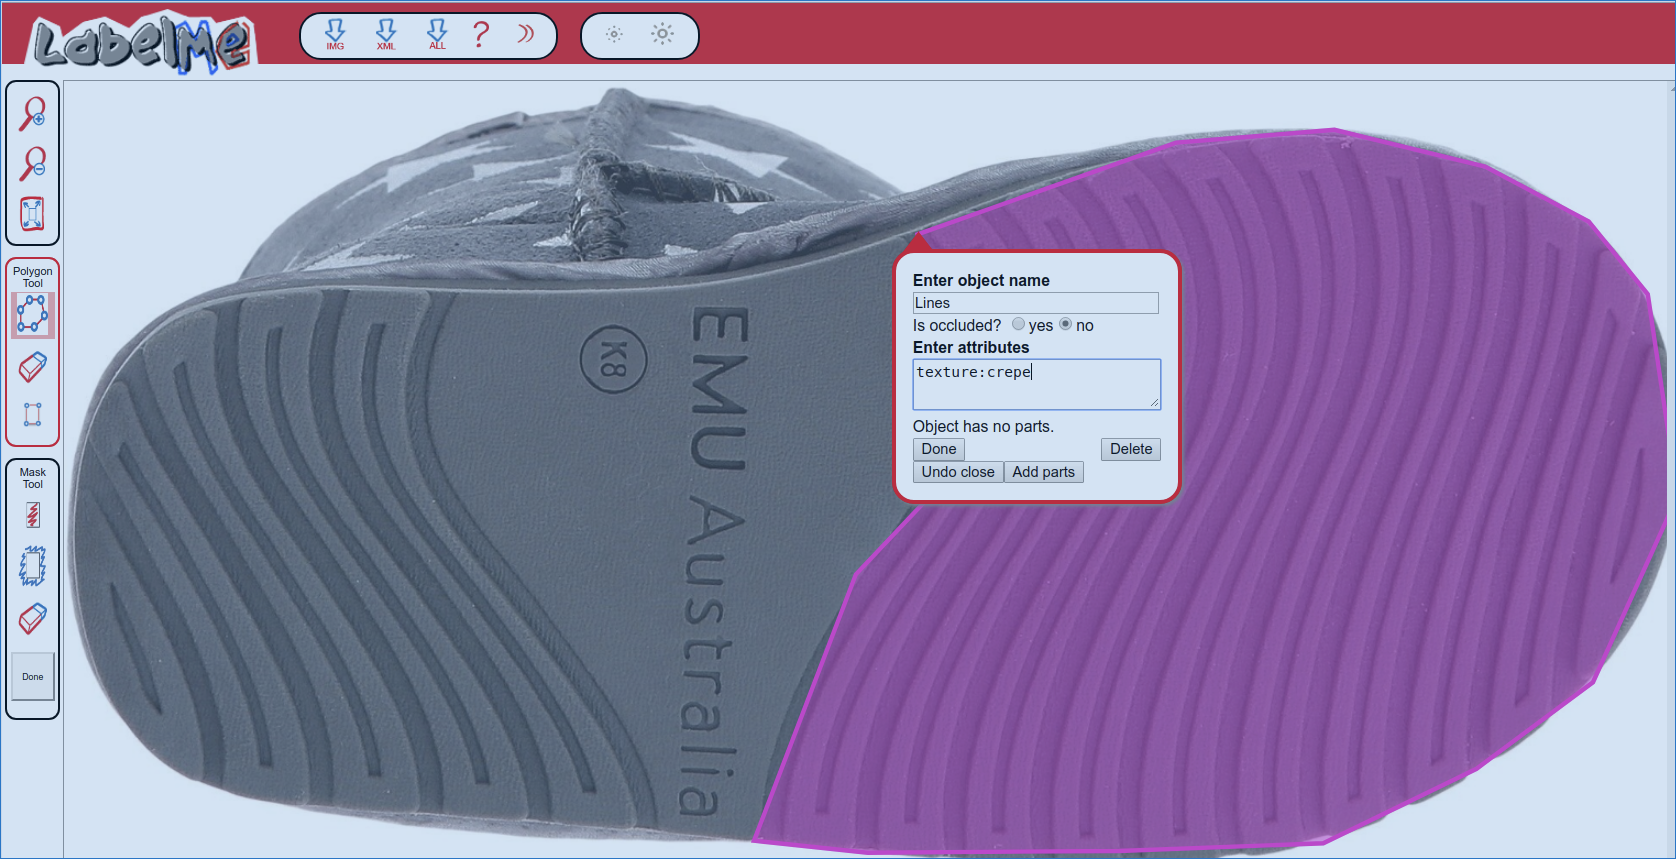 LabelMe
IMG
XML
ALL
?
Polygon
Tool
Mask
Tool
Done
K8
EMU Australia
Enter object name
Lines
Is occluded? yes no
Enter attributes
texture:crepe
Object has no parts.
Done Delete
Undo close Add parts